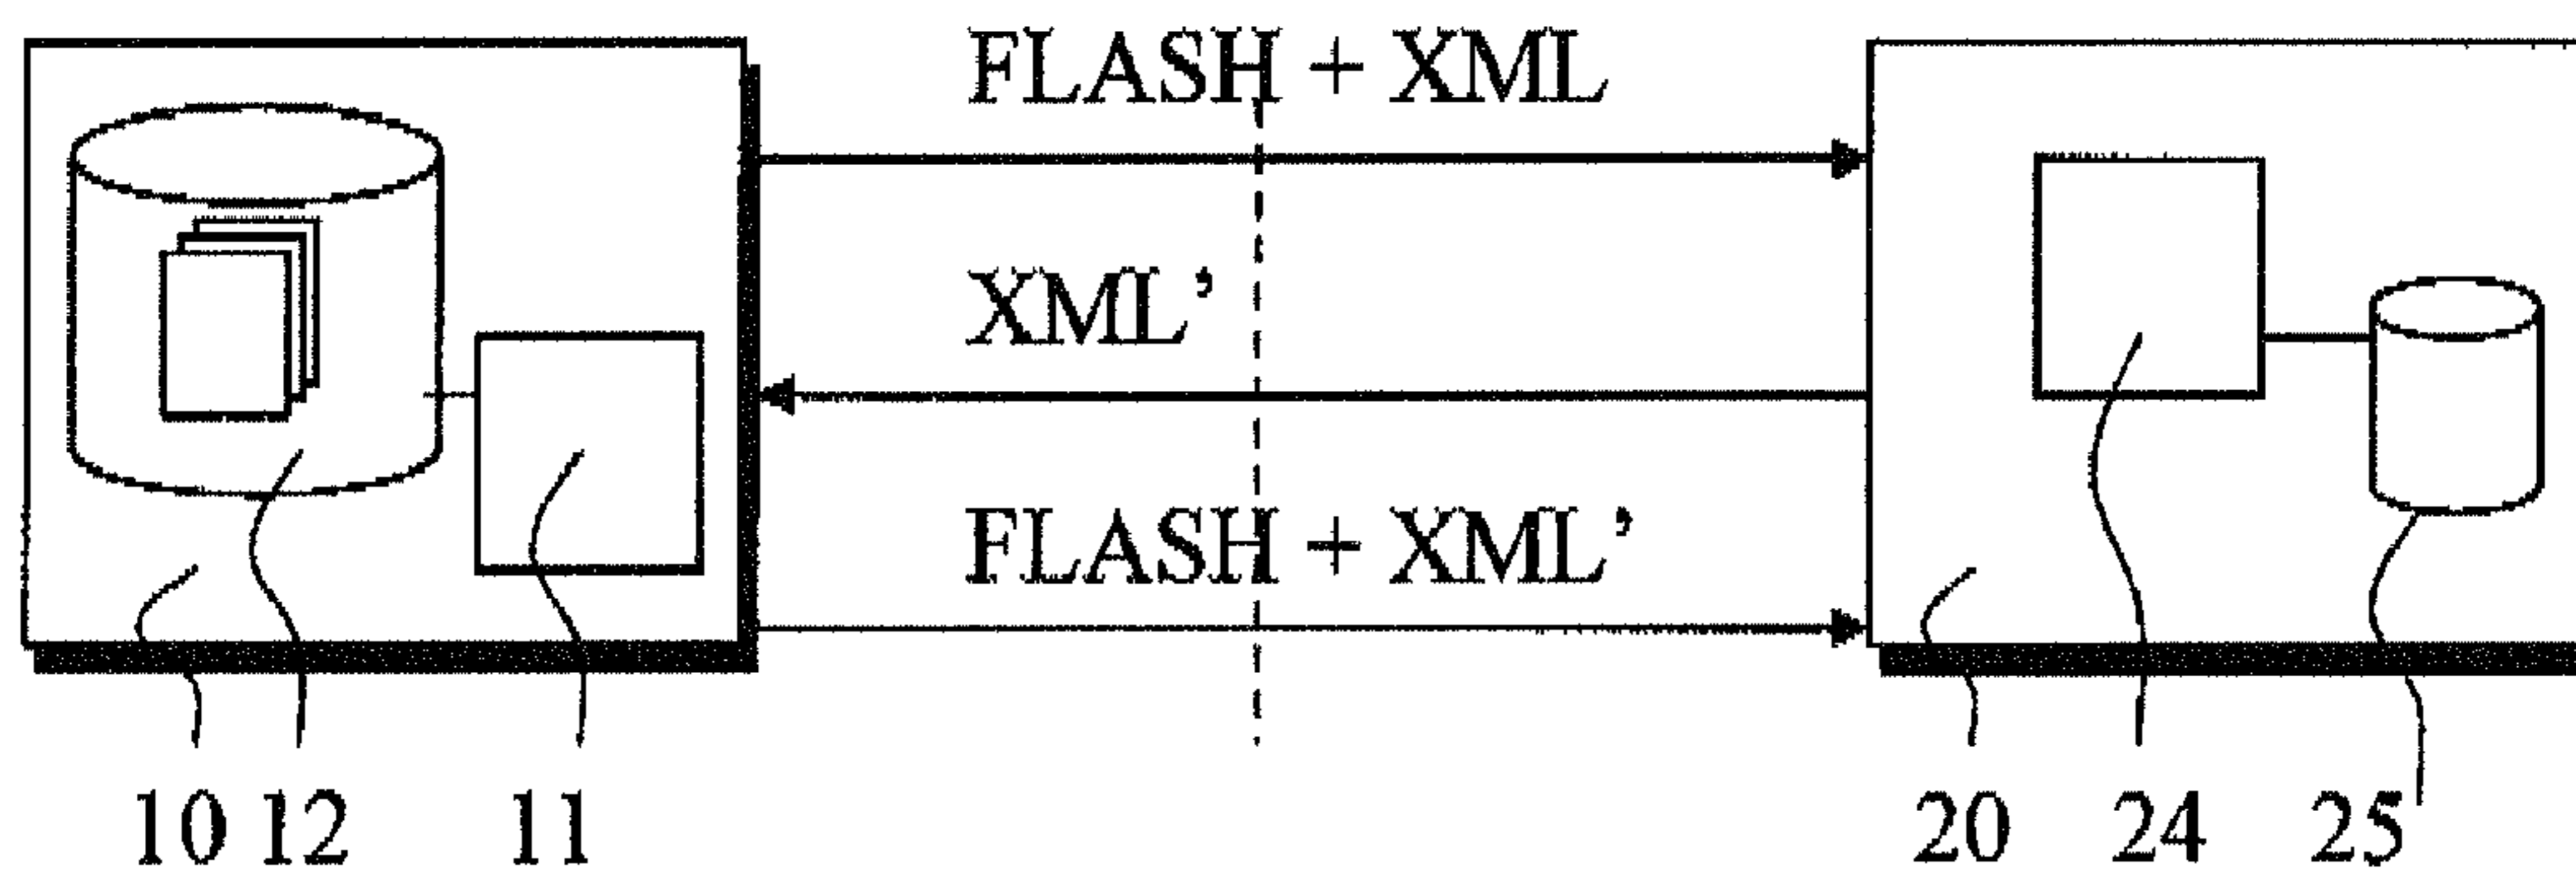 FLASH + XML
XML’
FLASH + XML’
10 12 11 20 24 25